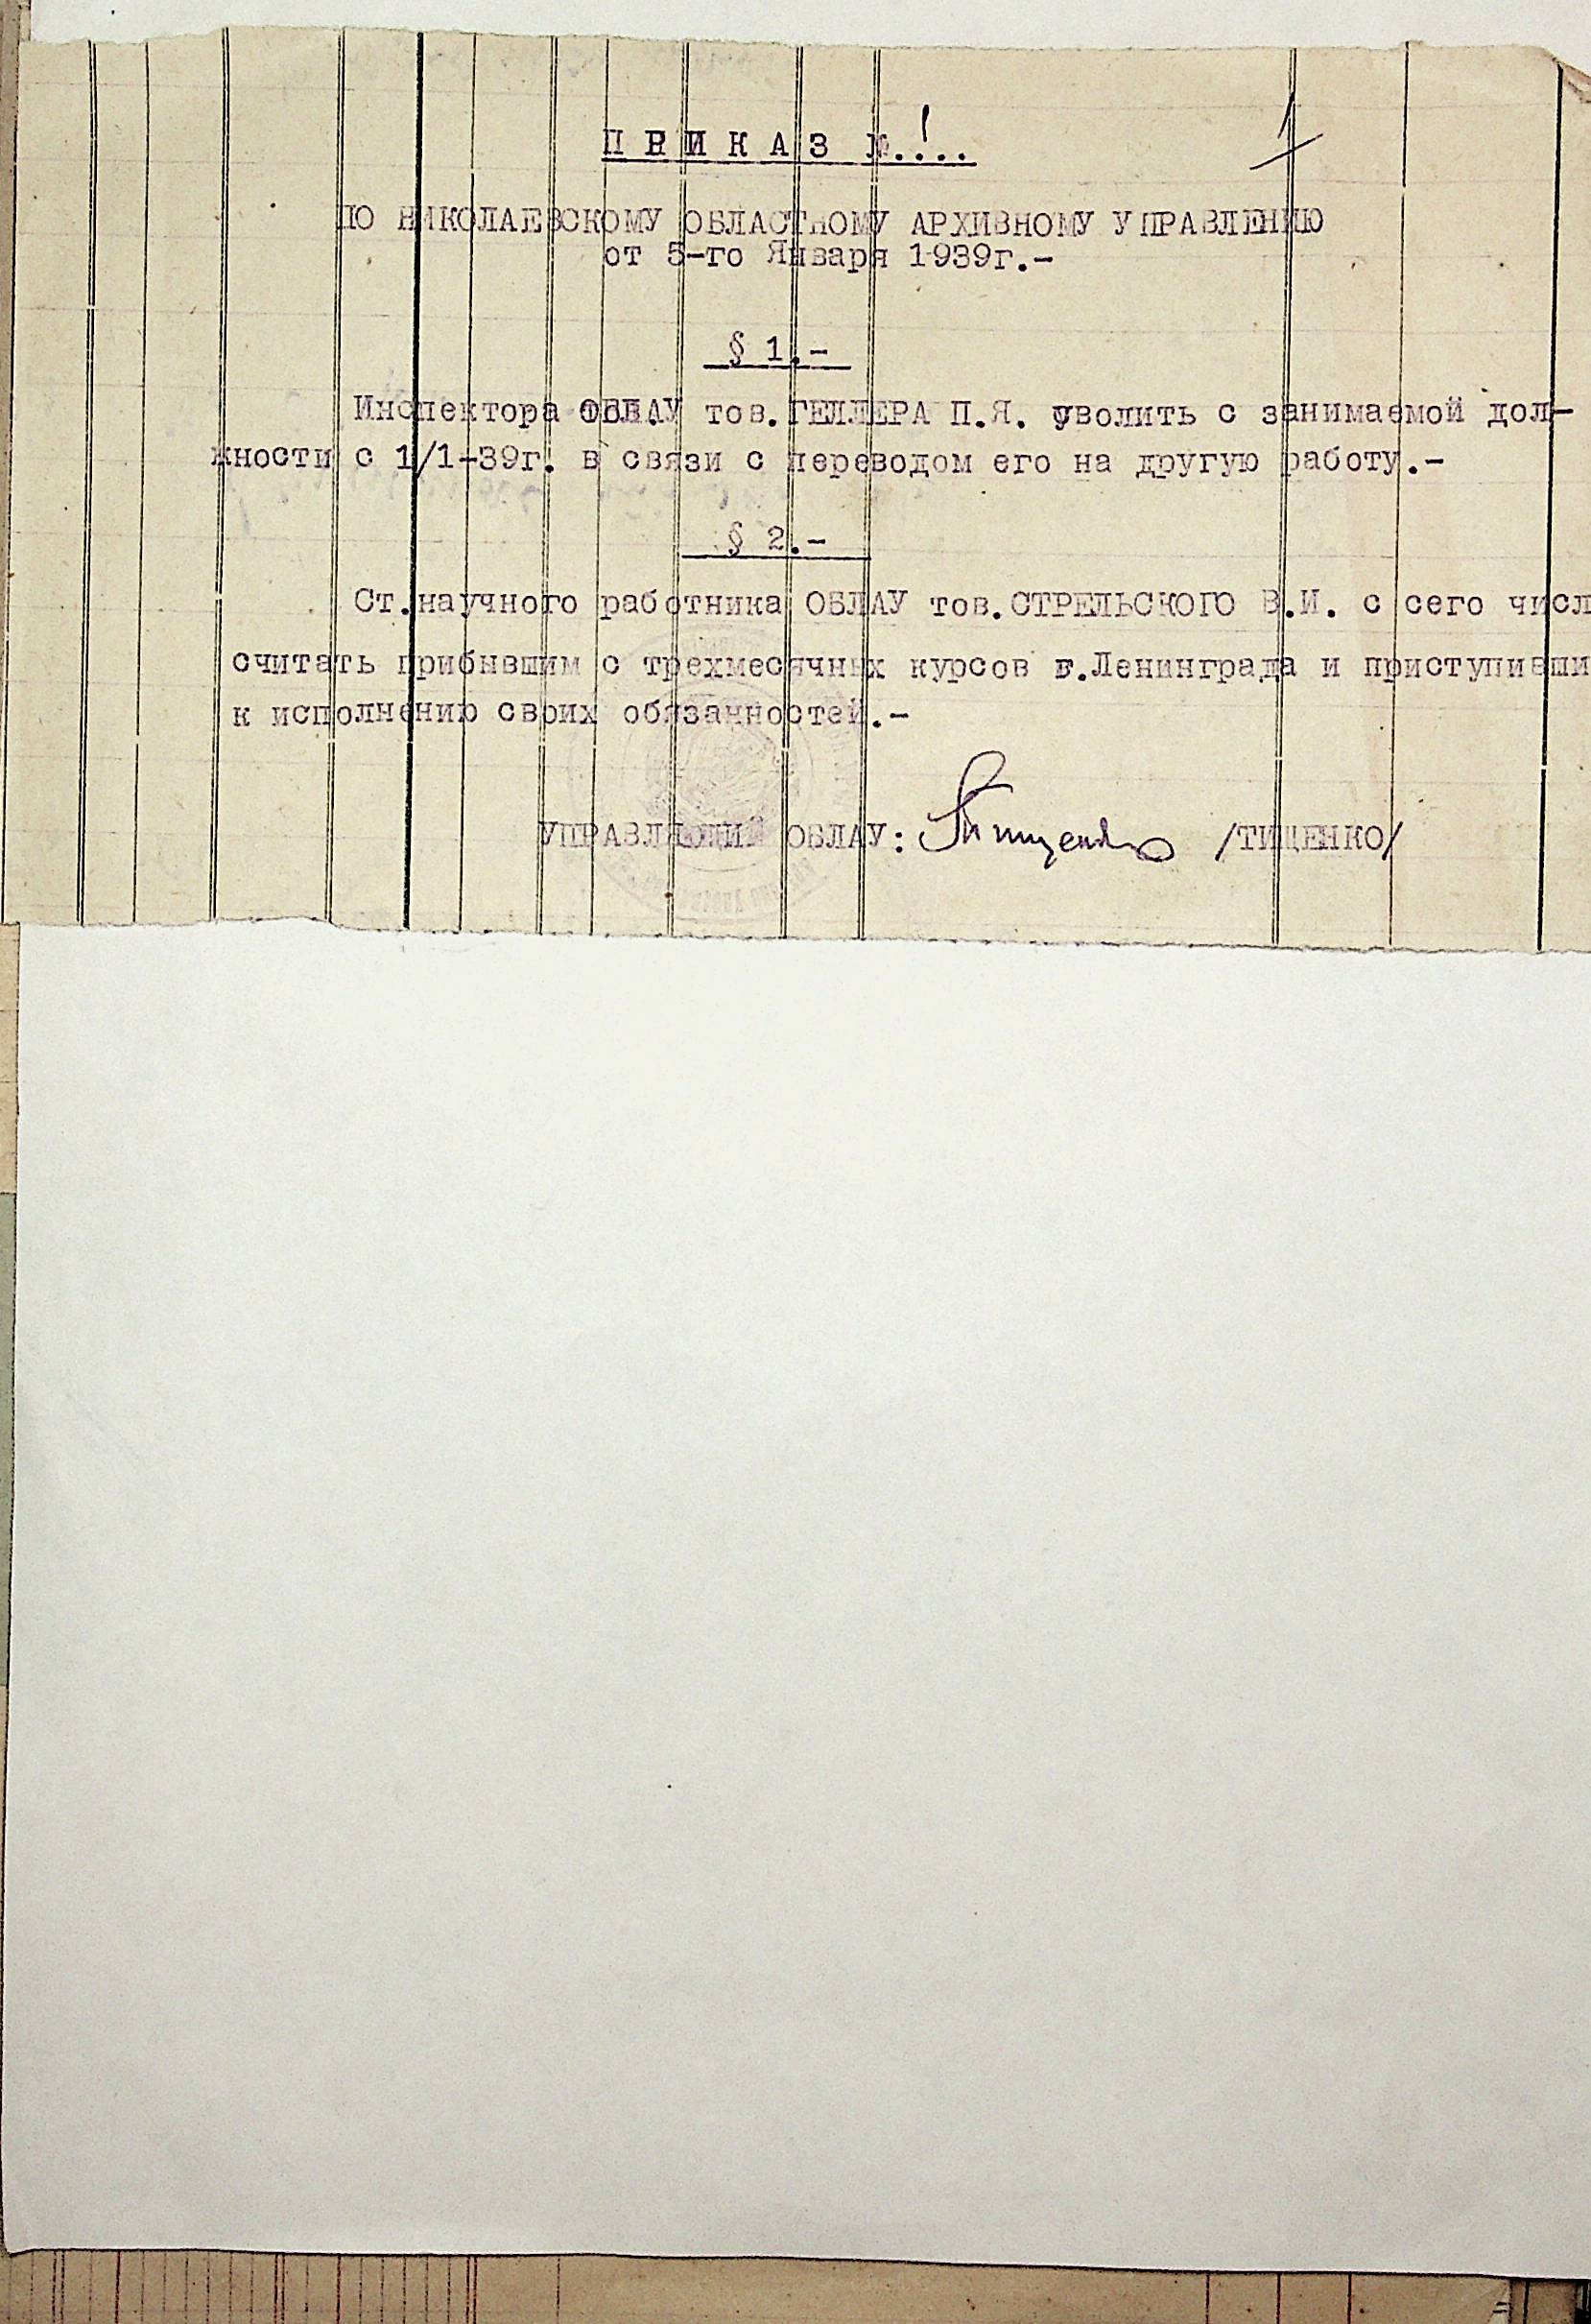 1
ПРИКАЗ №.1..
ПО НИКОЛАЕВСКОМУ ОБЛАСТНОМУ АРХИВНОМУ УПРАВЛЕНИЮ
от 5-го Января 1939г.-
§ 1.-
Инспектора ОБЛАУ тов.ГЕЛЛЕРА П.Я. уволить с занимаемой дол-
жности с 1/1-39г. в связи с переводом его на другую работу.-
§ 2.-
Ст.научного работника ОБЛАУ тов.СТРЕЛЬСКОГО В.И. с сего числ
считать прибывшим с трехмесячных курсов г.Ленинграда и приступивши
к исполнению своих обязанностей.-
УПРАВЛЯЮЩИЙ ОБЛАУ: Тищенко /ТИЩЕНКО/